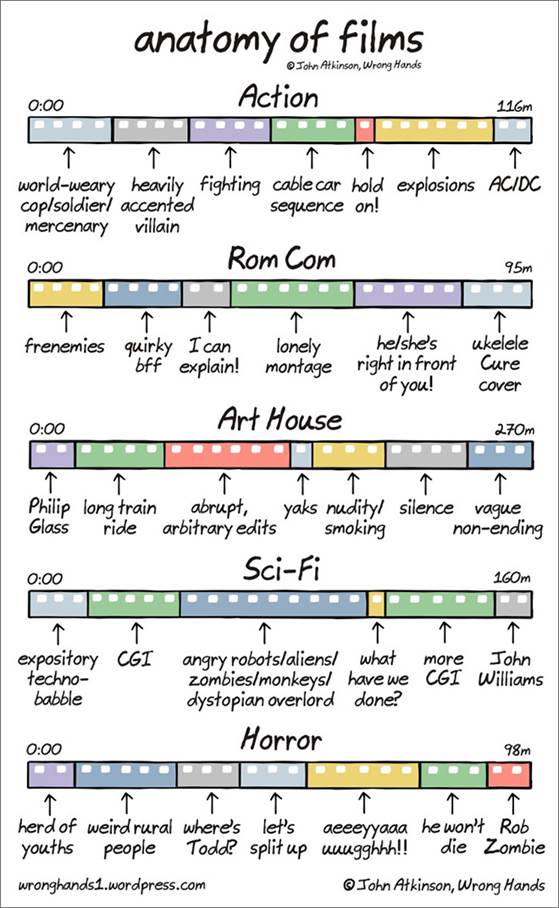 anatomy of films
© John Atkinson, Wrong Hands
Action
0:00 116m
world-weary cop/soldier/ mercenary
heavily accented villain
fighting
cable car sequence
hold on!
explosions
AC/DC
Rom Com
0:00 95m
frenemies
quirky bff
I can explain!
lonely montage
he/she's right in front of you!
ukelele Cure cover
Art House
0:00 270m
Philip Glass
long train ride
abrupt, arbitrary edits
yaks
nudity/ smoking
silence
vague non-ending
Sci-Fi
0:00 160m
expository techno- babble
CGI
angry robots/aliens/ zombies/monkeys/ dystopian overlord
what have we done?
more CGI
John Williams
Horror
0:00 98m
herd of youths
weird rural people
where's Todd?
let's split up
aeeeyyaaa uuuggghhh!!
he won't die
Rob Zombie
wronghands1.wordpress.com © John Atkinson, Wrong Hands